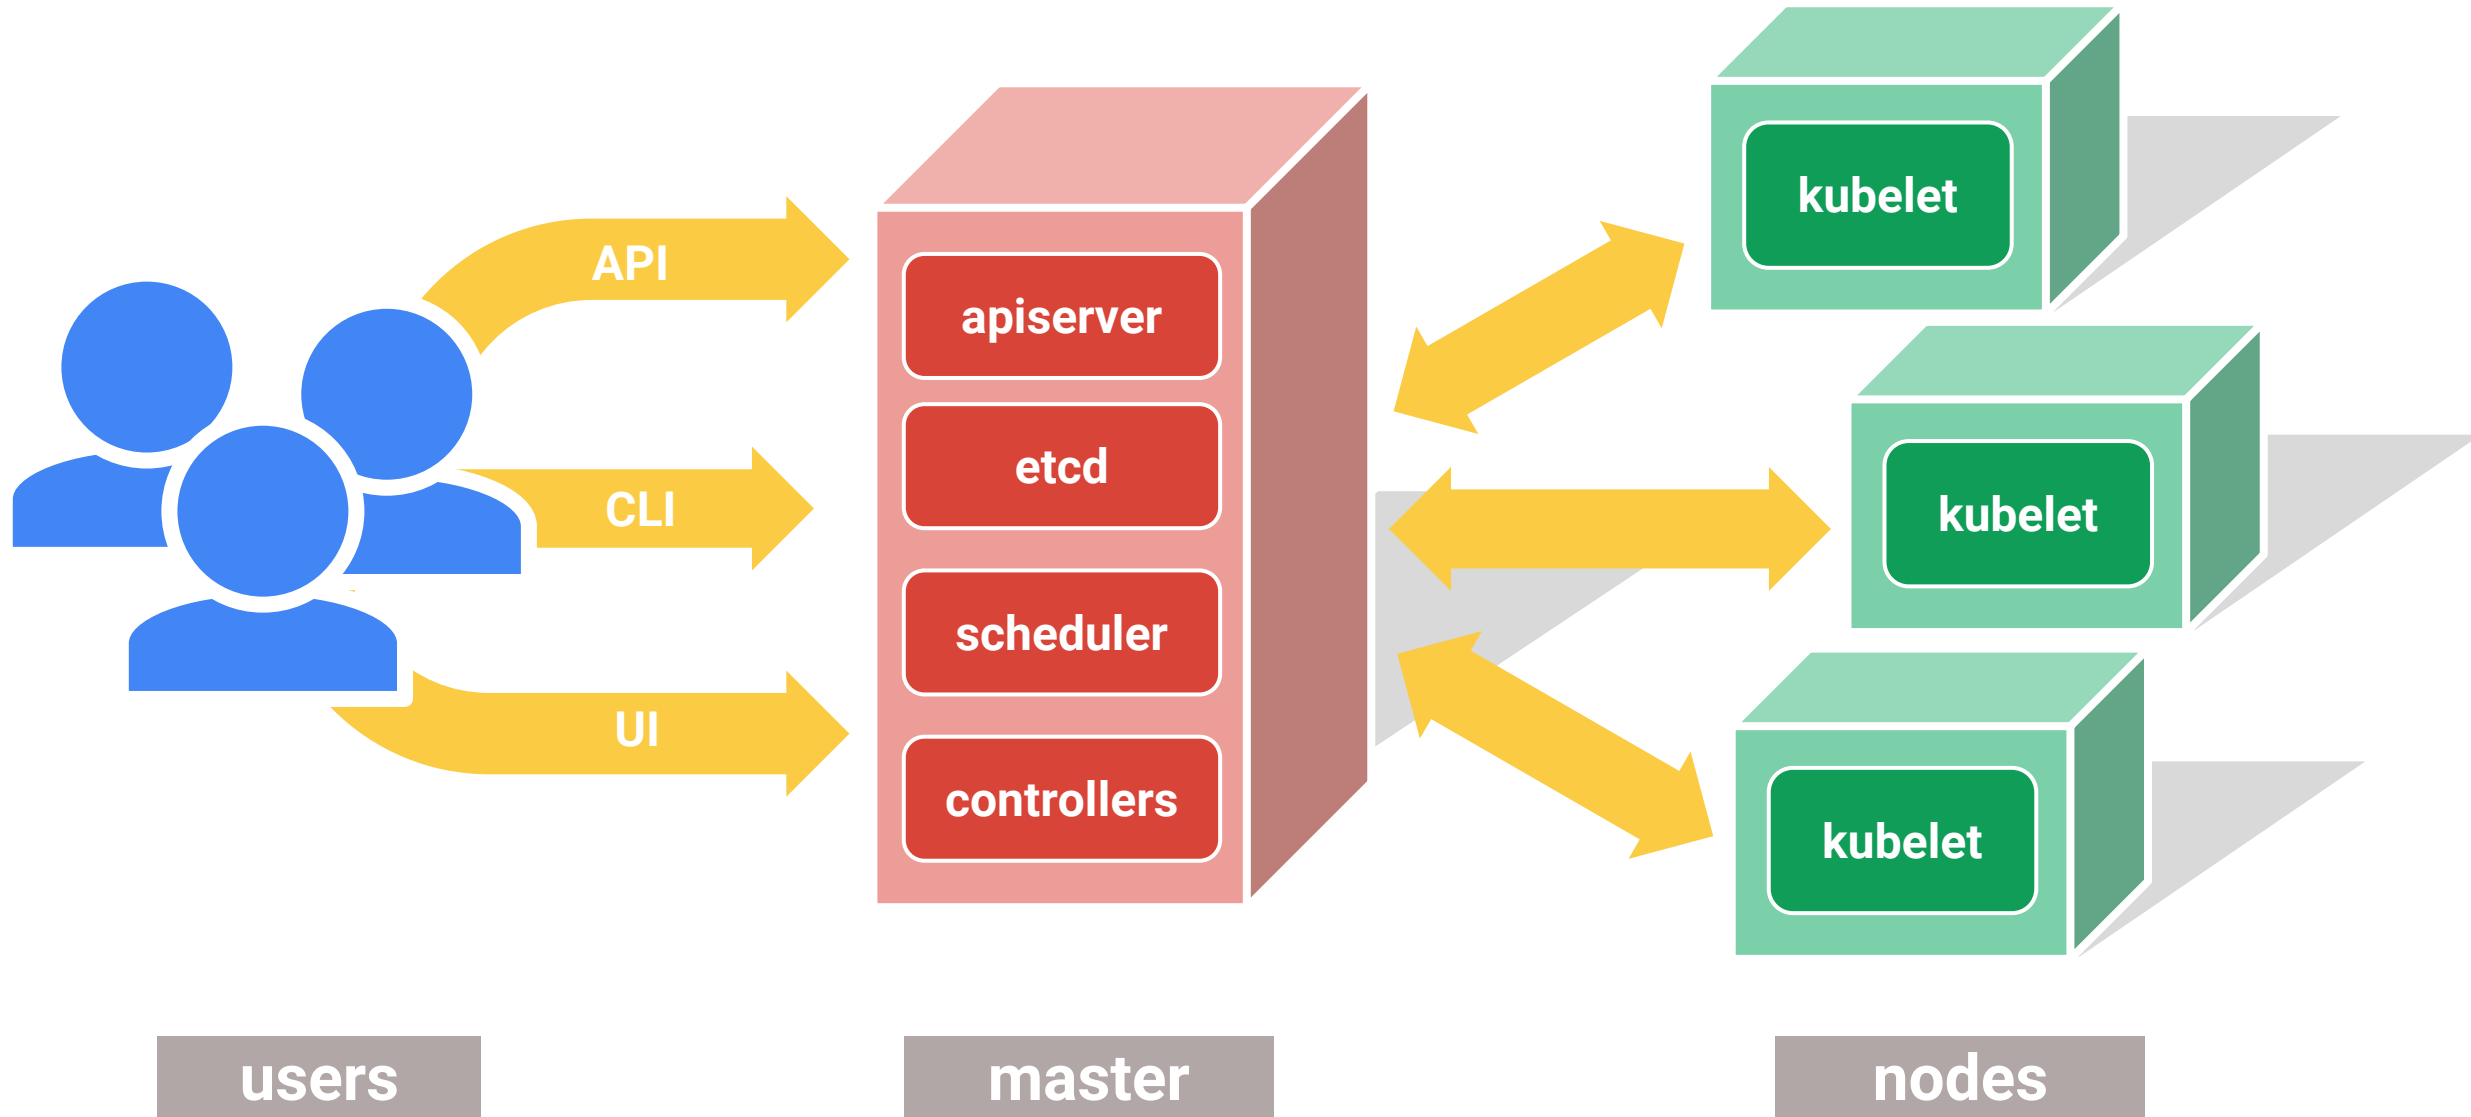 API
CLI
UI
apiserver
etcd
scheduler
controllers
kubelet
kubelet
kubelet
users
master
nodes